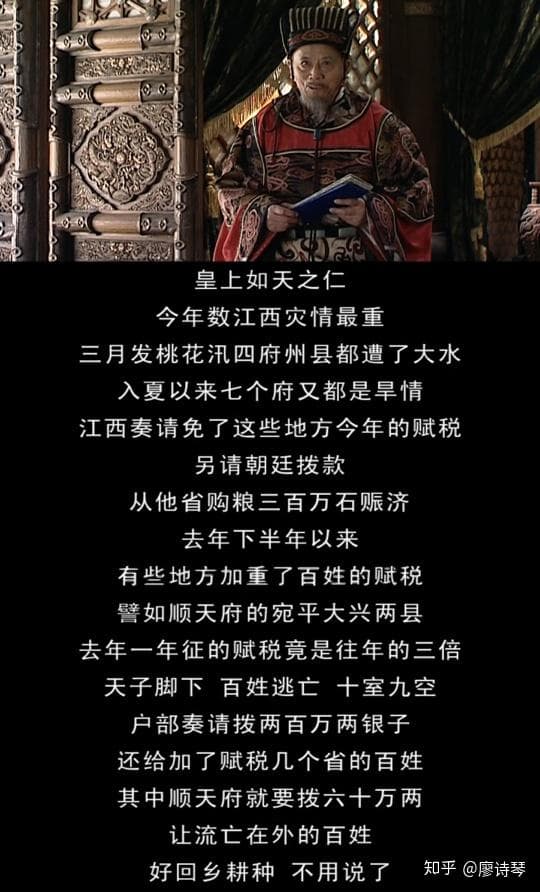 皇上如天之仁
今年数江西灾情最重
三月发桃花汛四府州县都遭了大水
入夏以来七个府又都是旱情
江西奏请免了这些地方今年的赋税
另请朝廷拨款
从他省购粮三百万石赈济
去年下半年以来
有些地方加重了百姓的赋税
譬如顺天府的宛平大兴两县
去年一年征的赋税竟是往年的三倍
天子脚下 百姓逃亡 十室九空
户部奏请拨两百万两银子
还给加了赋税几个省的百姓
其中顺天府就要拨六十万两
让流亡在外的百姓
好回乡耕种 不用说了
知乎 @廖诗琴